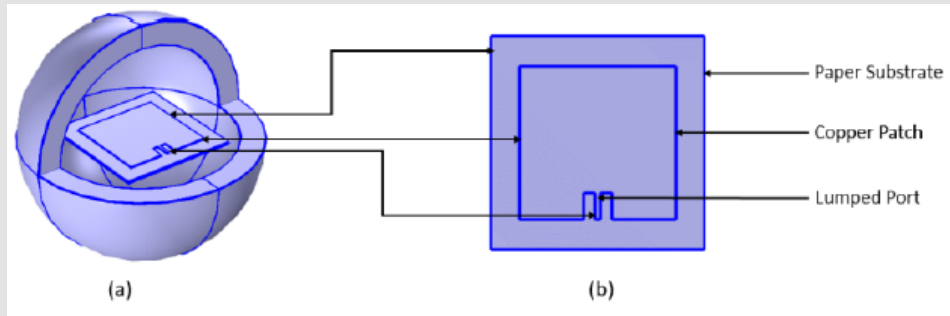 Paper Substrate
Copper Patch
Lumped Port
(a)
(b)